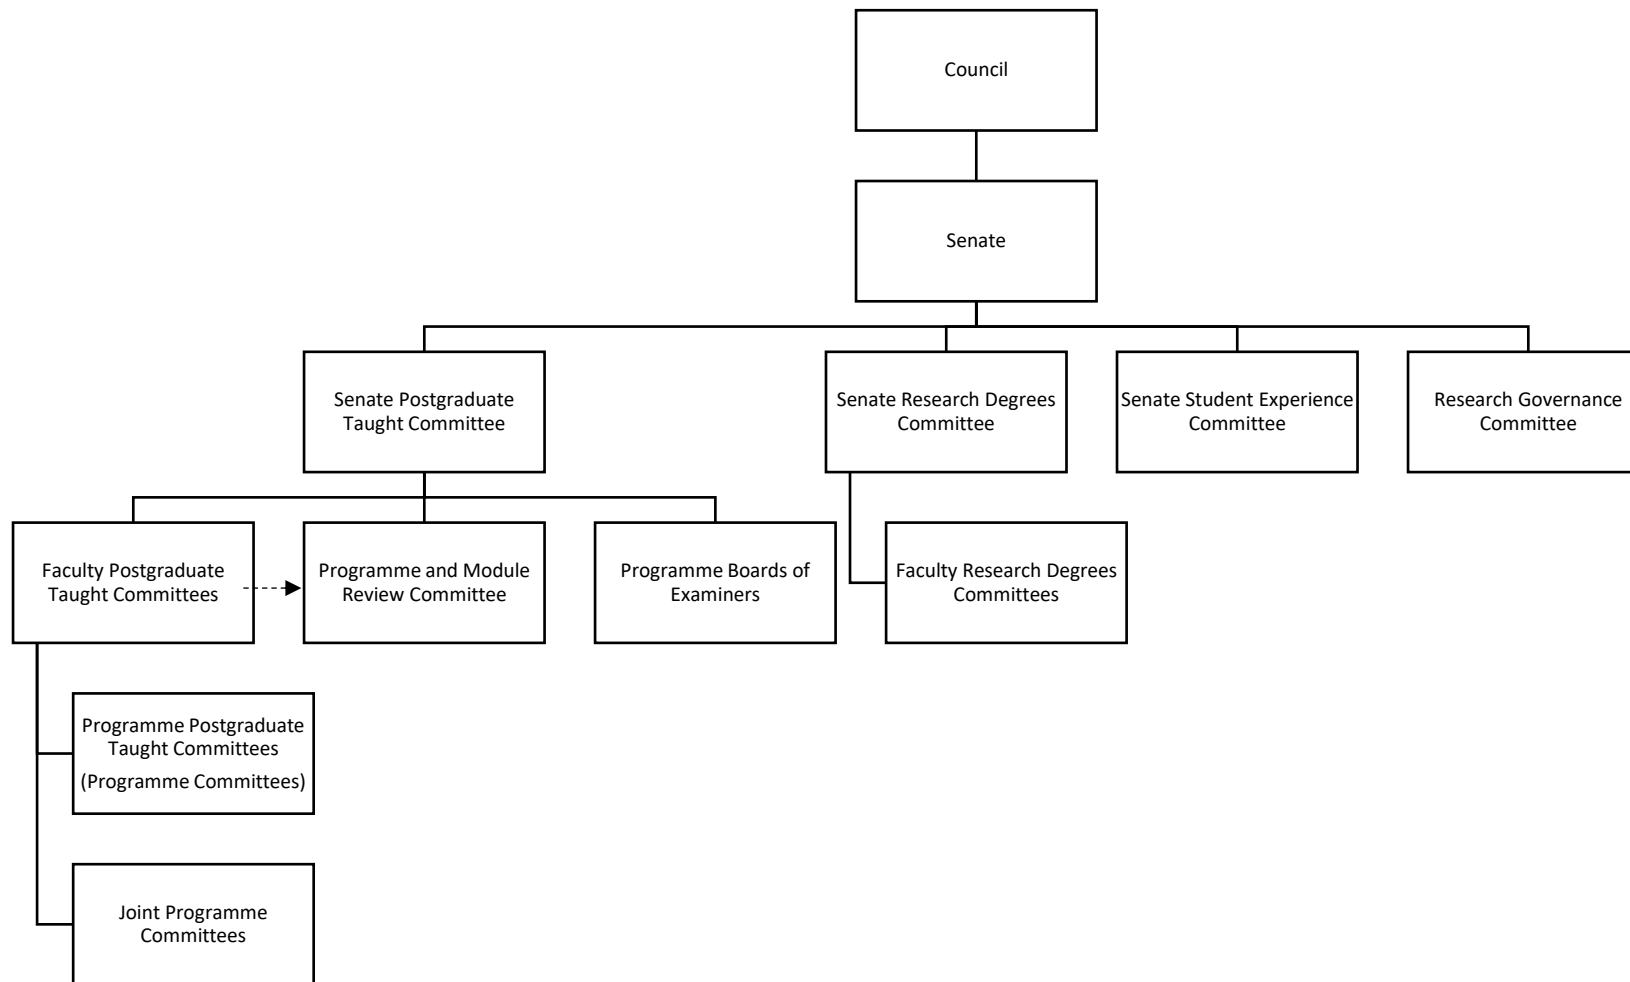 Council
Senate
Senate Postgraduate
Taught Committee
Senate Research Degrees
Committee
Senate Student Experience
Committee
Research Governance
Committee
Faculty Postgraduate
Taught Committees
Programme and Module
Review Committee
Programme Boards of
Examiners
Faculty Research Degrees
Committees
Programme Postgraduate
Taught Committees
(Programme Committees)
Joint Programme
Committees